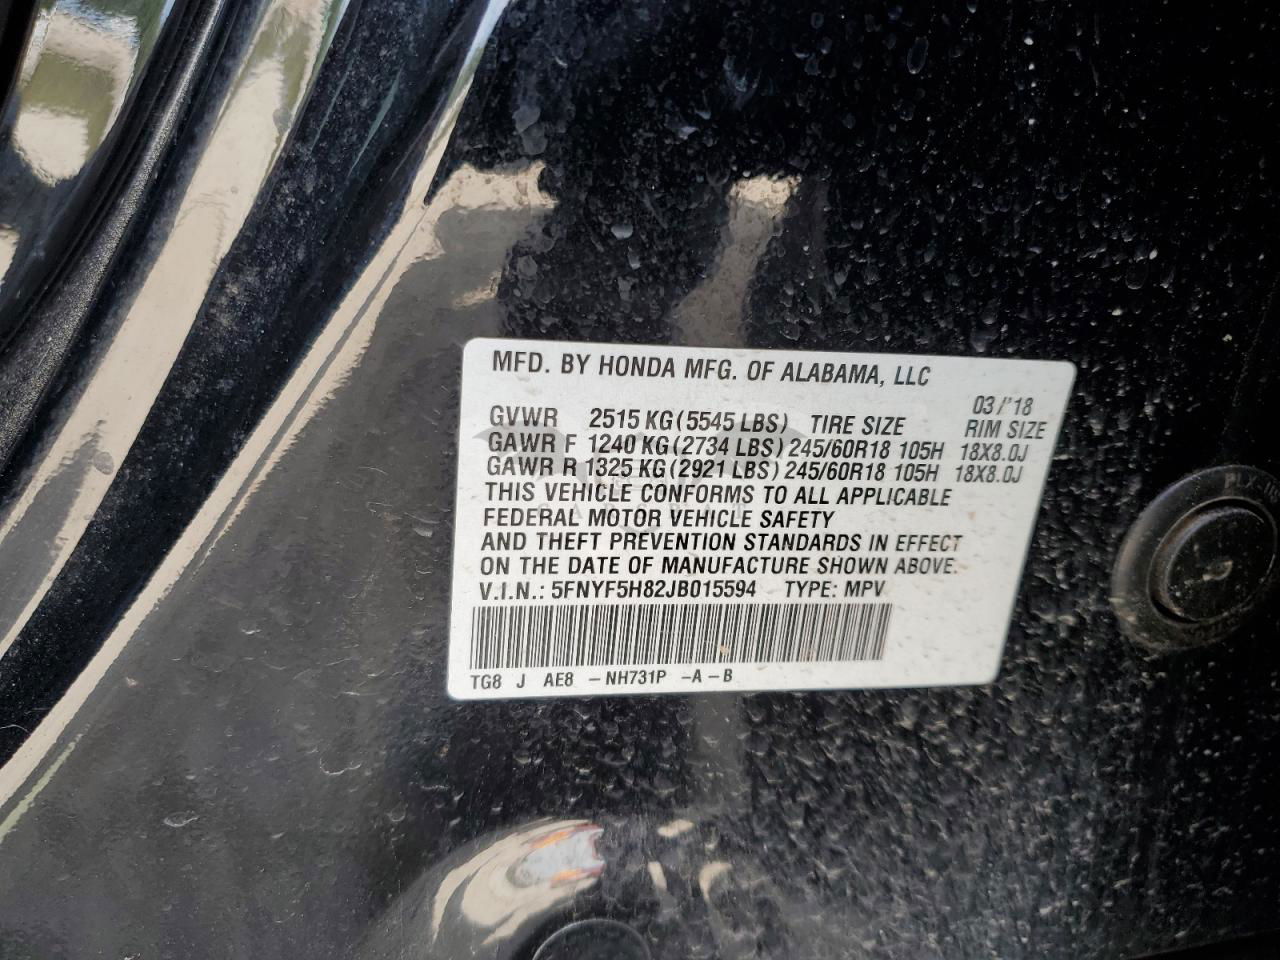 MFD. BY HONDA MFG. OF ALABAMA, LLC
03/'18
GVWR 2515 KG (5545 LBS) TIRE SIZE RIM SIZE
GAWR F 1240 KG (2734 LBS) 245/60R18 105H 18X8.0J
GAWR R 1325 KG (2921 LBS) 245/60R18 105H 18X8.0J
THIS VEHICLE CONFORMS TO ALL APPLICABLE
FEDERAL MOTOR VEHICLE SAFETY
AND THEFT PREVENTION STANDARDS IN EFFECT
ON THE DATE OF MANUFACTURE SHOWN ABOVE.
V.I.N.: 5FNYF5H82JB015594 TYPE: MPV
TG8 J AE8 -NH731P -A-B